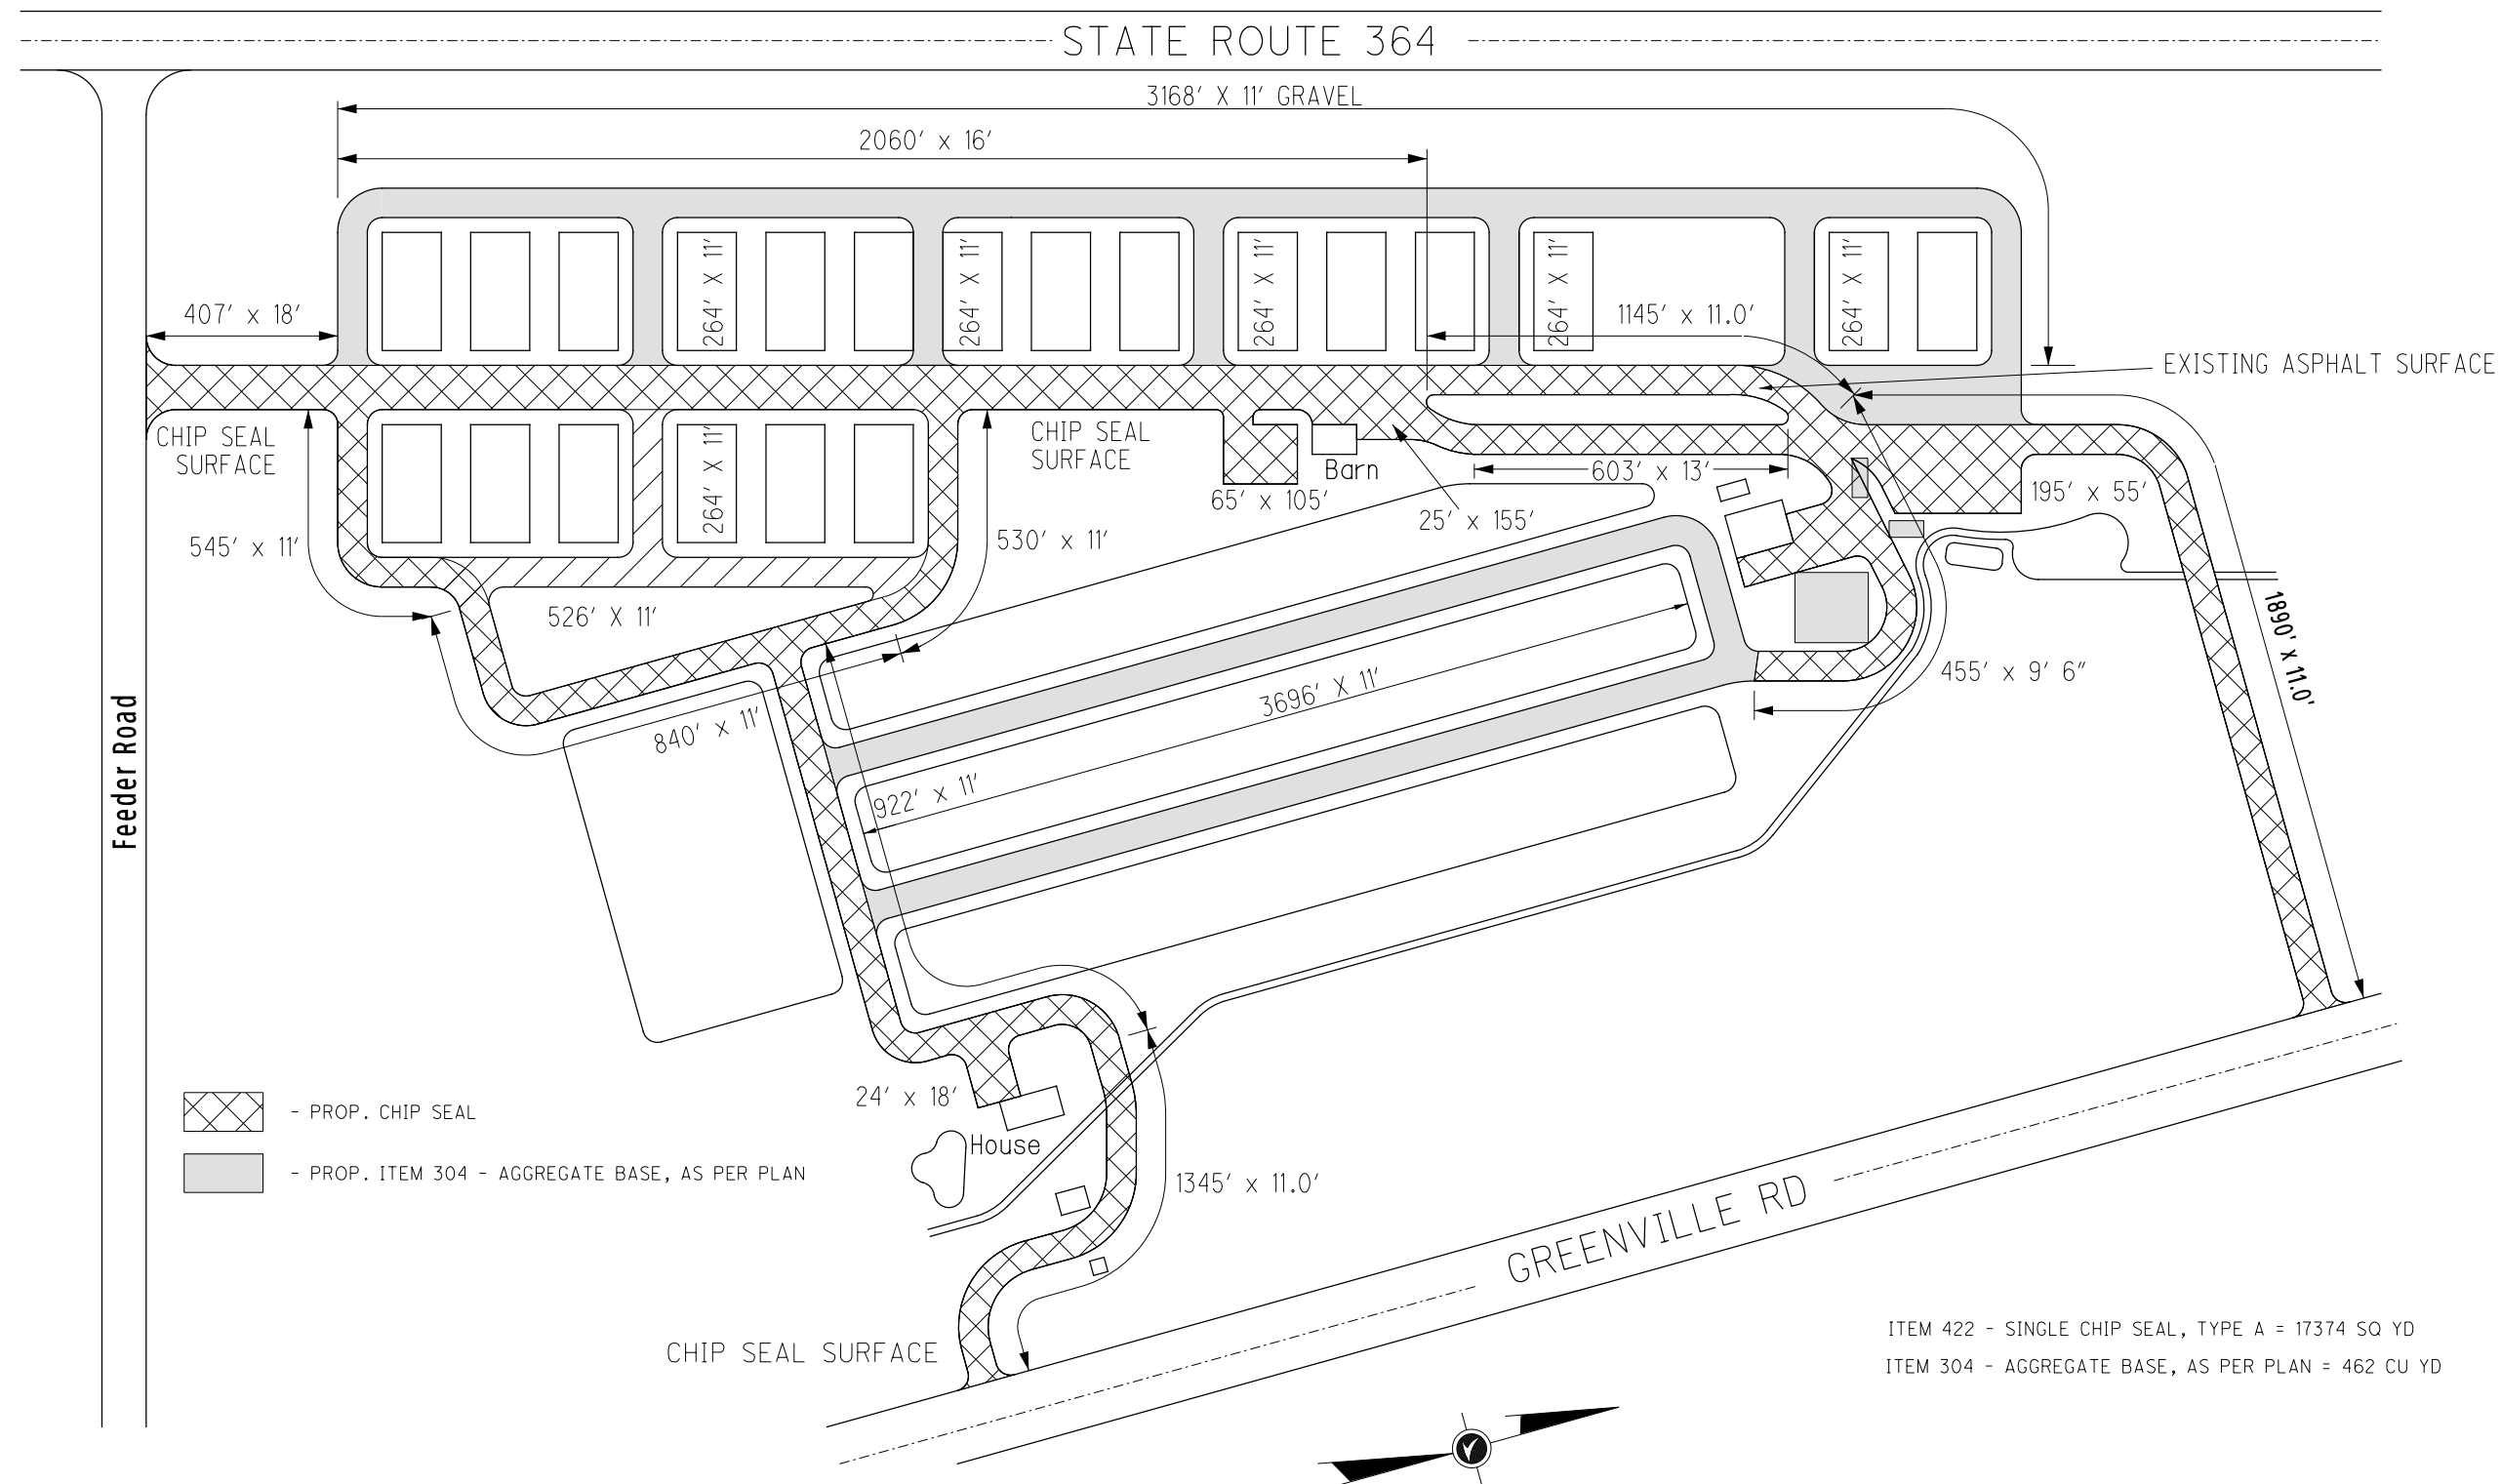 STATE ROUTE 364
3168' X 11' GRAVEL
2060' x 16'
407' x 18'
264' X 11'
264' X 11'
264' X 11'
264' X 11'
264' X 11'
1145' x 11.0'
EXISTING ASPHALT SURFACE
CHIP SEAL
SURFACE
264' X 11'
CHIP SEAL
SURFACE
Barn
603' x 13'
65' x 105'
25' x 155'
195' x 55'
545' x 11'
530' x 11'
526' X 11'
1890' X 11.0'
455' x 9' 6"
3696' X 11'
840' x 11'
922' x 11'
Feeder Road
24' x 18'
- PROP. CHIP SEAL
House
- PROP. ITEM 304 - AGGREGATE BASE, AS PER PLAN
1345' x 11.0'
GREENVILLE RD
CHIP SEAL SURFACE
ITEM 422 - SINGLE CHIP SEAL, TYPE A = 17374 SQ YD
ITEM 304 - AGGREGATE BASE, AS PER PLAN = 462 CU YD